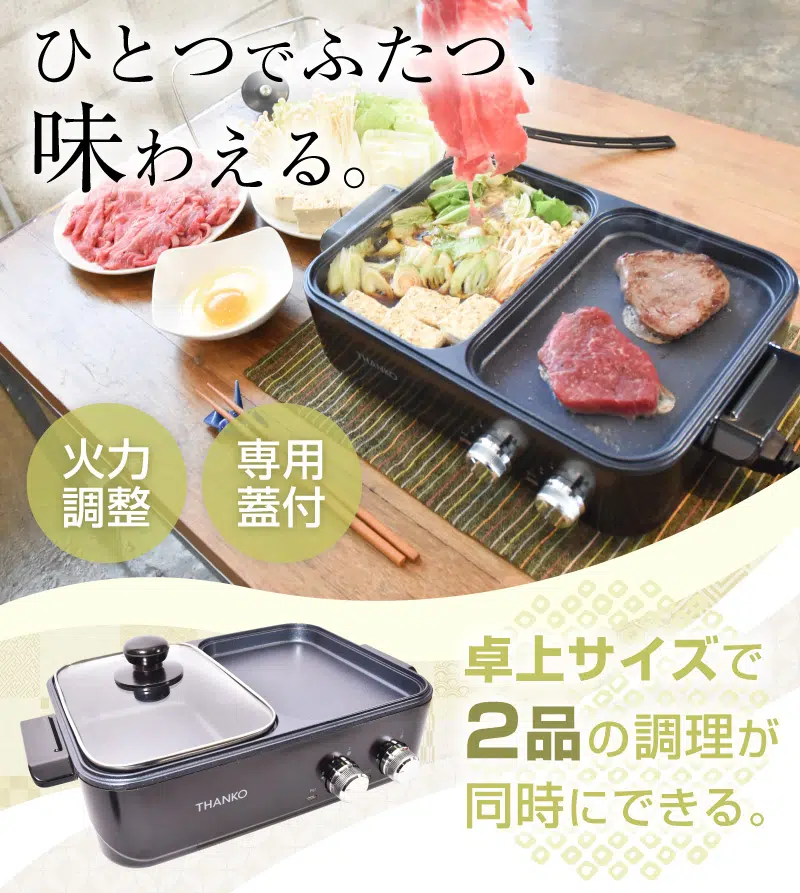 ひとつでふたつ、
味わえる。
THANKO
火力
調整
専用
蓋付
THANKO
卓上サイズで
2品の調理が
同時にできる。